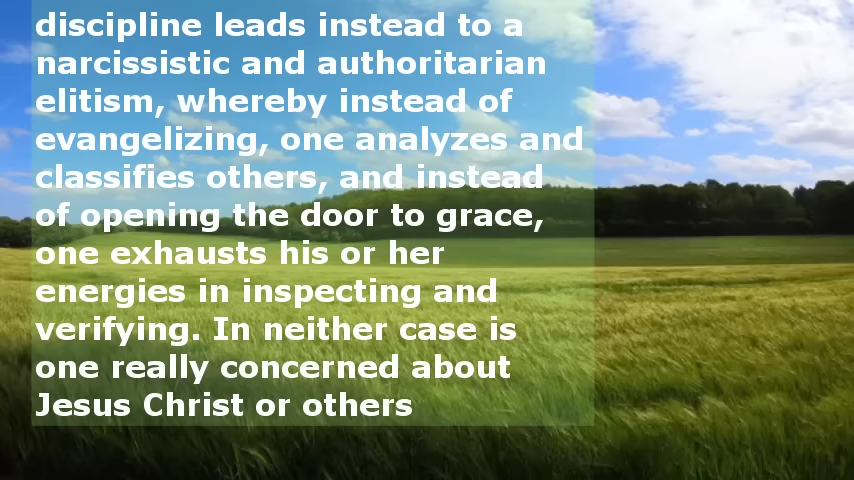 discipline leads instead to a
narcissistic and authoritarian
elitism, whereby instead of
evangelizing, one analyzes and
classifies others, and instead
of opening the door to grace,
one exhausts his or her
energies in inspecting and
verifying. In neither case is
one really concerned about
Jesus Christ or others